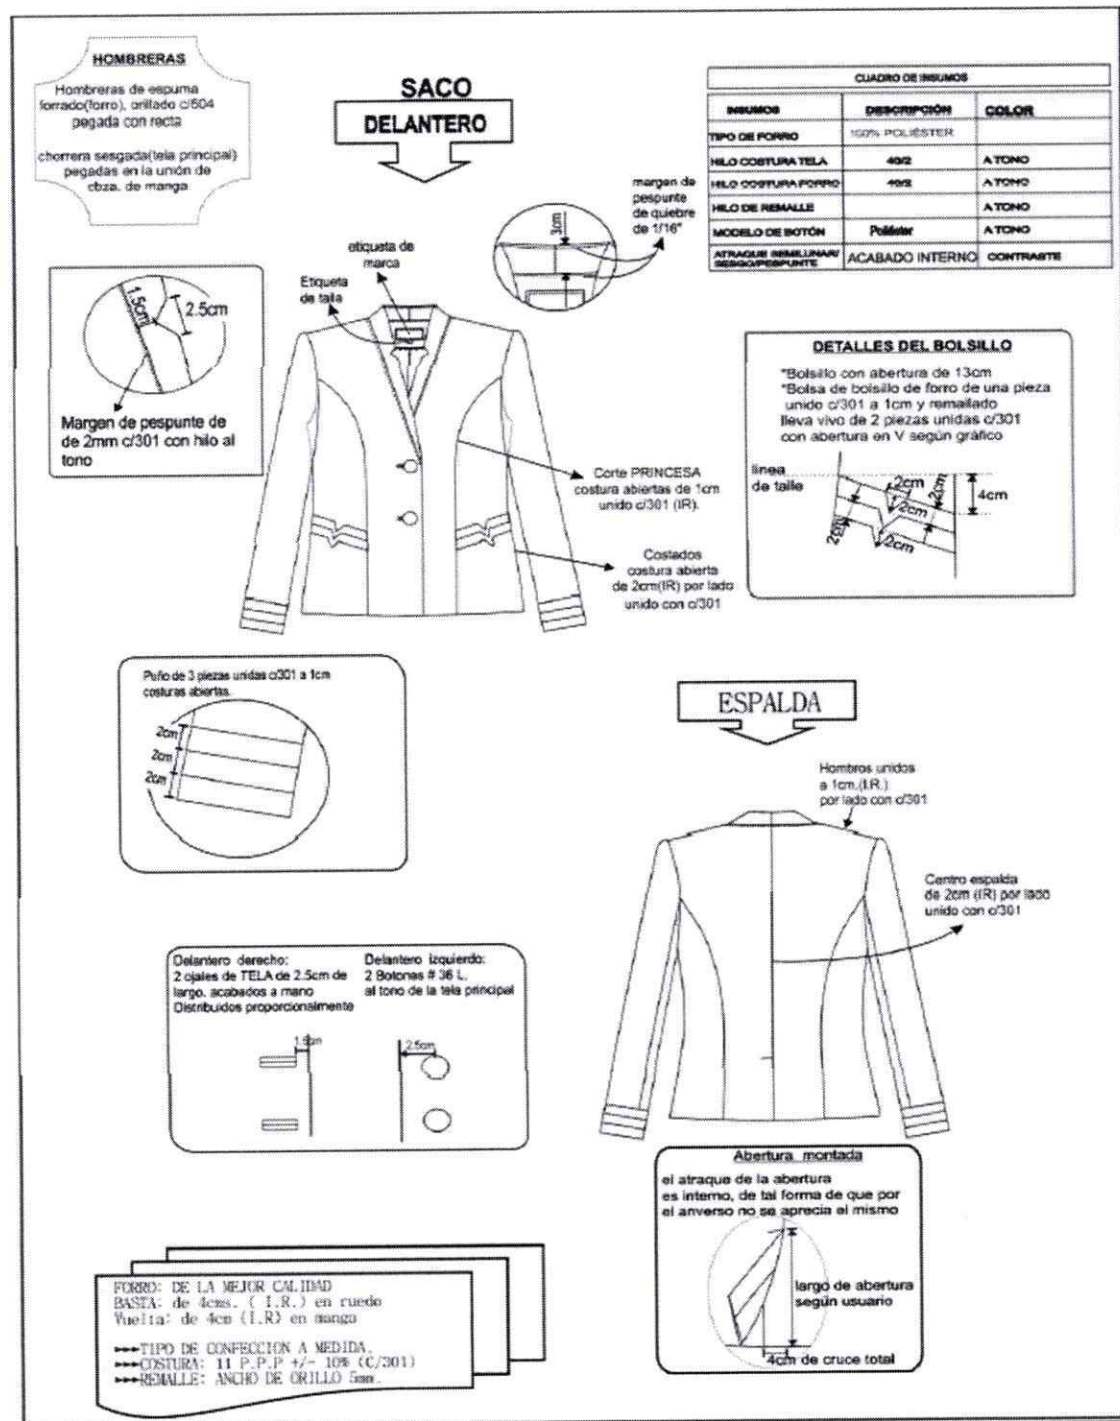 HOMBRERAS
Hombreras de espuma
forrado(forro), orillado c/504
pegada con recta
chorrera sesgada(tela principal)
pegadas en la unión de
cbza. de manga
SACO
DELANTERO
CUADRO DE INSUMOS
INSUMOS DESCRIPCIÓN COLOR
TIPO DE FORRO 100% POLIÉSTER
HILO COSTURA TELA 40/2 A TONO
HILO COSTURA FORRO 40/2 A TONO
HILO DE REMALLE A TONO
MODELO DE BOTÓN Poliéster A TONO
ATRAQUE SEMILUNAR/
SESGO/PESPUNTE ACABADO INTERNO CONTRASTE
margen de
pespunte
de quiebre
de 1/16"
3cm
etiqueta de
marca
Etiqueta
de talla
1.5cm
2.5cm
Margen de pespunte de
de 2mm c/301 con hilo al
tono
DETALLES DEL BOLSILLO
*Bolsillo con abertura de 13cm
*Bolsa de bolsillo de forro de una pieza
unido c/301 a 1cm y remallado
lleva vivo de 2 piezas unidas c/301
con abertura en V según gráfico
línea
de talle
2cm
2cm
4cm
2cm
2cm
2cm
Corte PRINCESA
costura abiertas de 1cm
unido c/301 (IR).
Costados
costura abierta
de 2cm(IR) por lado
unido con c/301
Puño de 3 piezas unidas c/301 a 1cm
costuras abiertas.
2cm
2cm
2cm
ESPALDA
Hombros unidos
a 1cm.(I.R.)
por lado con c/301
Centro espalda
de 2cm (IR) por lado
unido con c/301
Delantero derecho:
2 ojales de TELA de 2.5cm de
largo, acabados a mano
Distribuidos proporcionalmente
Delantero izquierdo:
2 Botones # 36 L.
al tono de la tela principal
1.5cm
2.5cm
Abertura montada
el atraque de la abertura
es interno, de tal forma de que por
el anverso no se aprecia el mismo
largo de abertura
según usuario
4cm de cruce total
FORRO: DE LA MEJOR CALIDAD
BASTA: de 4cms. ( I.R.) en ruedo
Vuelta: de 4cm (I.R) en manga
TIPO DE CONFECCION A MEDIDA.
COSTURA: 11 P.P.P +/- 10% (C/301)
REMALLE: ANCHO DE ORILLO 5mm.